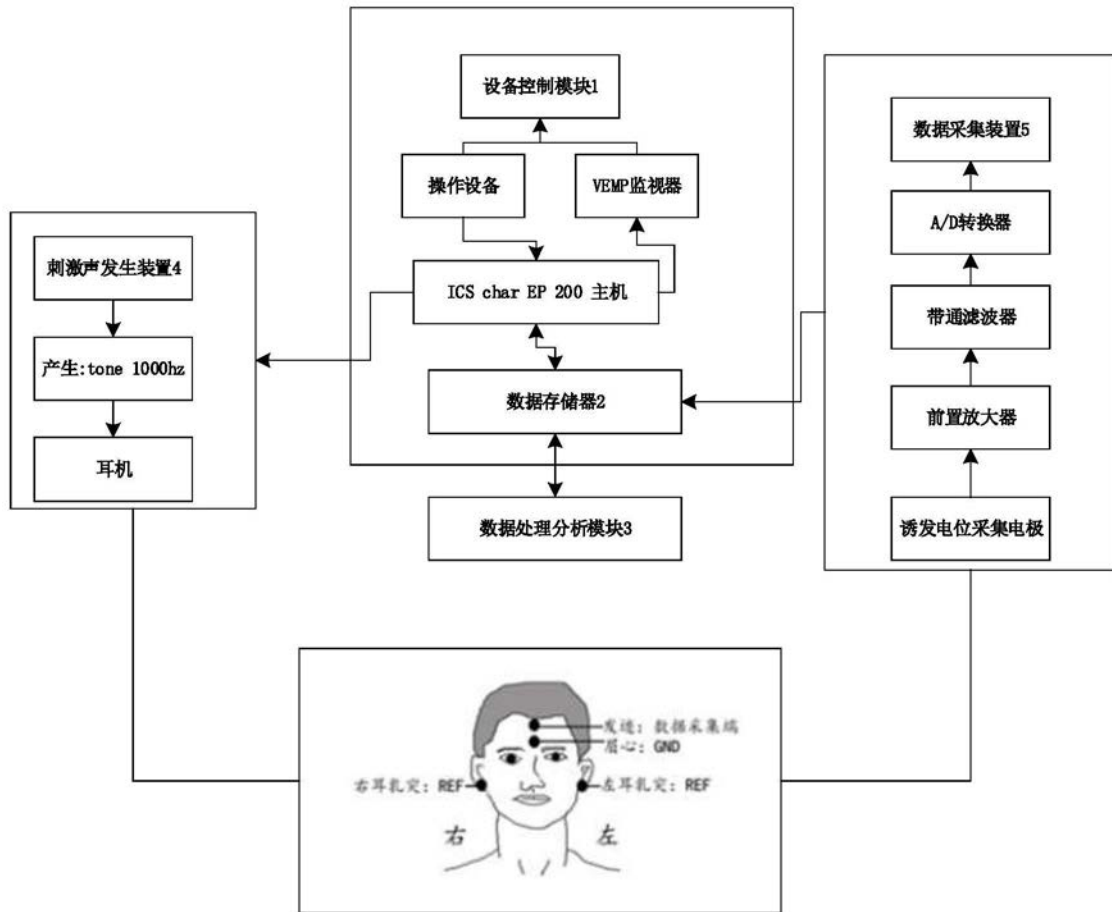 设备控制模块1
操作设备
VEMP监视器
ICS char EP 200 主机
数据存储器2
数据处理分析模块3
刺激声发生装置4
产生:tone 1000hz
耳机
数据采集装置5
A/D转换器
带通滤波器
前置放大器
诱发电位采集电极
发迹: 数据采集端
眉心: GND
右耳乳突: REF
左耳乳突: REF
右
左